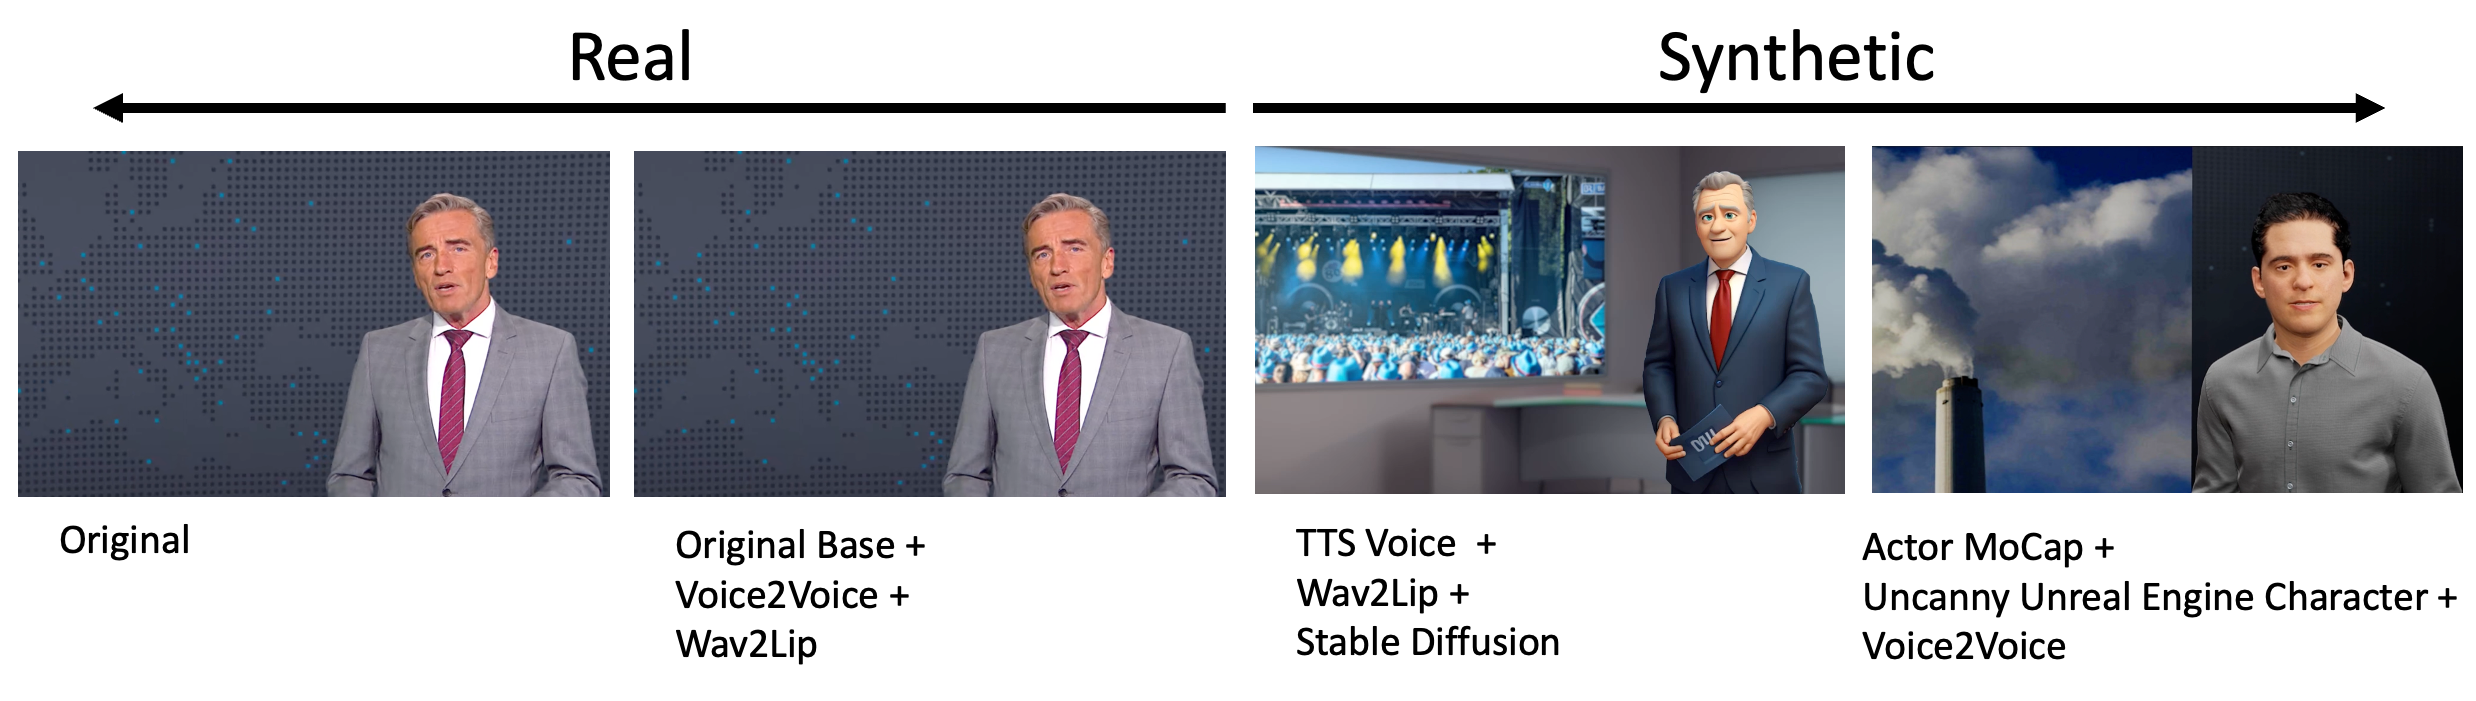 Real
Synthetic
Original
Original Base +
Voice2Voice +
Wav2Lip
TTS Voice +
Wav2Lip +
Stable Diffusion
Actor MoCap +
Uncanny Unreal Engine Character +
Voice2Voice